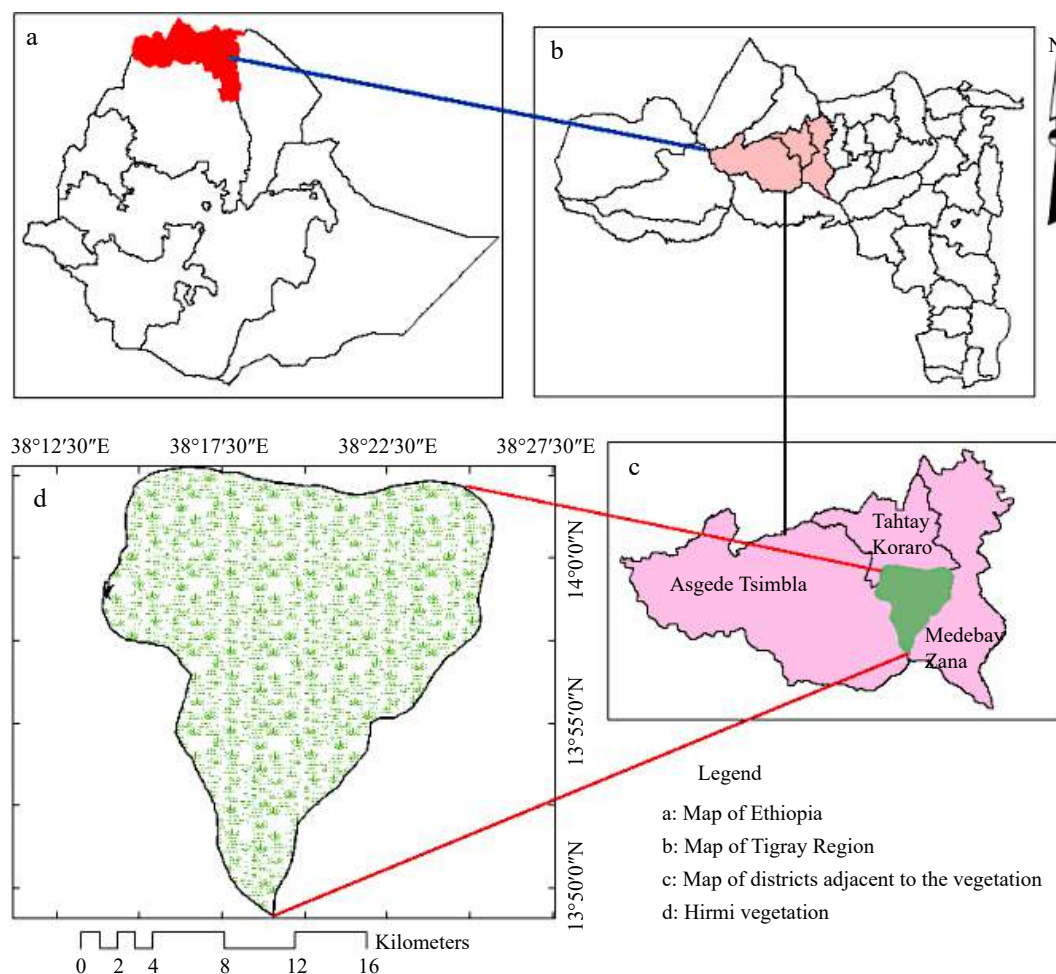 a
b
N
38°12′30″E 38°17′30″E 38°22′30″E 38°27′30″E
d
c
Tahtay
Koraro
Asgede Tsimbla
Medebay
Zana
14°0′0″N
13°55′0″N
13°50′0″N
Legend
a: Map of Ethiopia
b: Map of Tigray Region
c: Map of districts adjacent to the vegetation
d: Hirmi vegetation
Kilometers
0 2 4 8 12 16